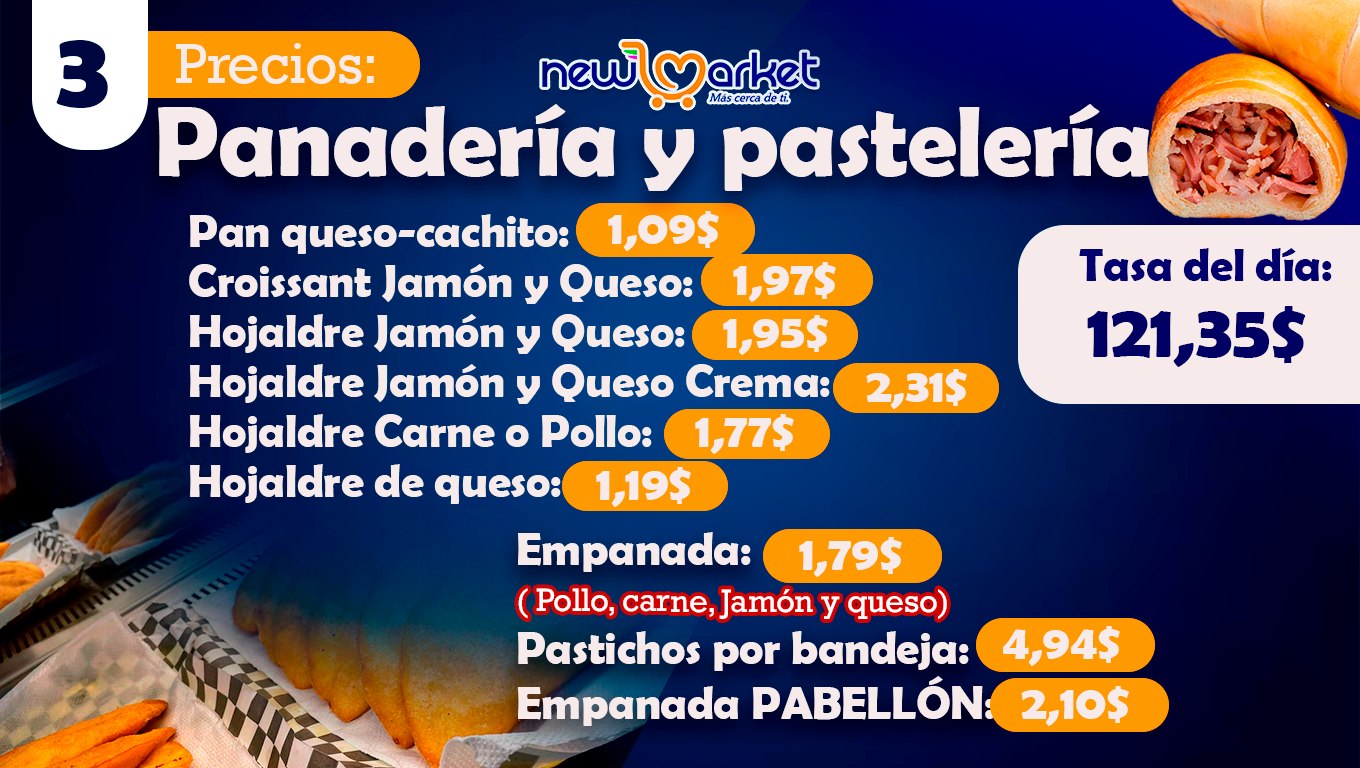 3
Precios:
new market
Más cerca de ti.
Panadería y pastelería
Pan queso-cachito: 1,09$
Croissant Jamón y Queso: 1,97$
Hojaldre Jamón y Queso: 1,95$
Hojaldre Jamón y Queso Crema: 2,31$
Hojaldre Carne o Pollo: 1,77$
Hojaldre de queso: 1,19$
Tasa del día:
121,35$
Empanada: 1,79$
( Pollo, carne, Jamón y queso)
Pastichos por bandeja: 4,94$
Empanada PABELLÓN: 2,10$